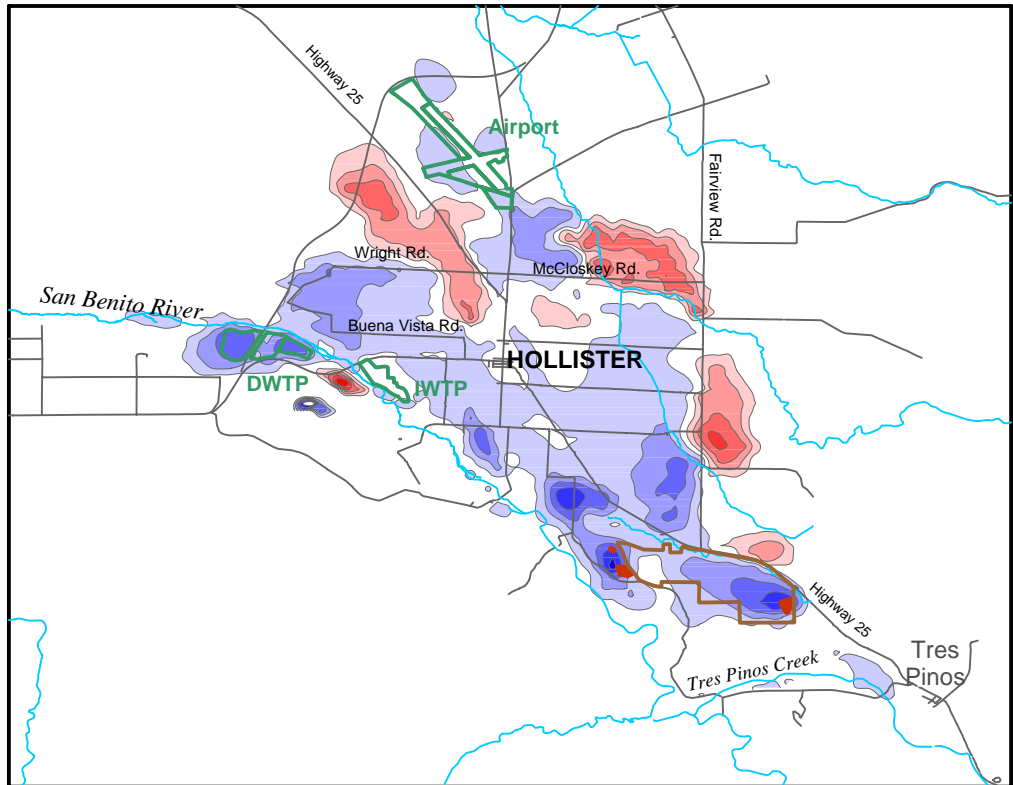 Highway 25
Airport
Fairview Rd.
Wright Rd.
McCloskey Rd.
San Benito River
Buena Vista Rd.
HOLLISTER
DWTP
IWTP
Highway 25
Tres
Pinos
Tres Pinos Creek